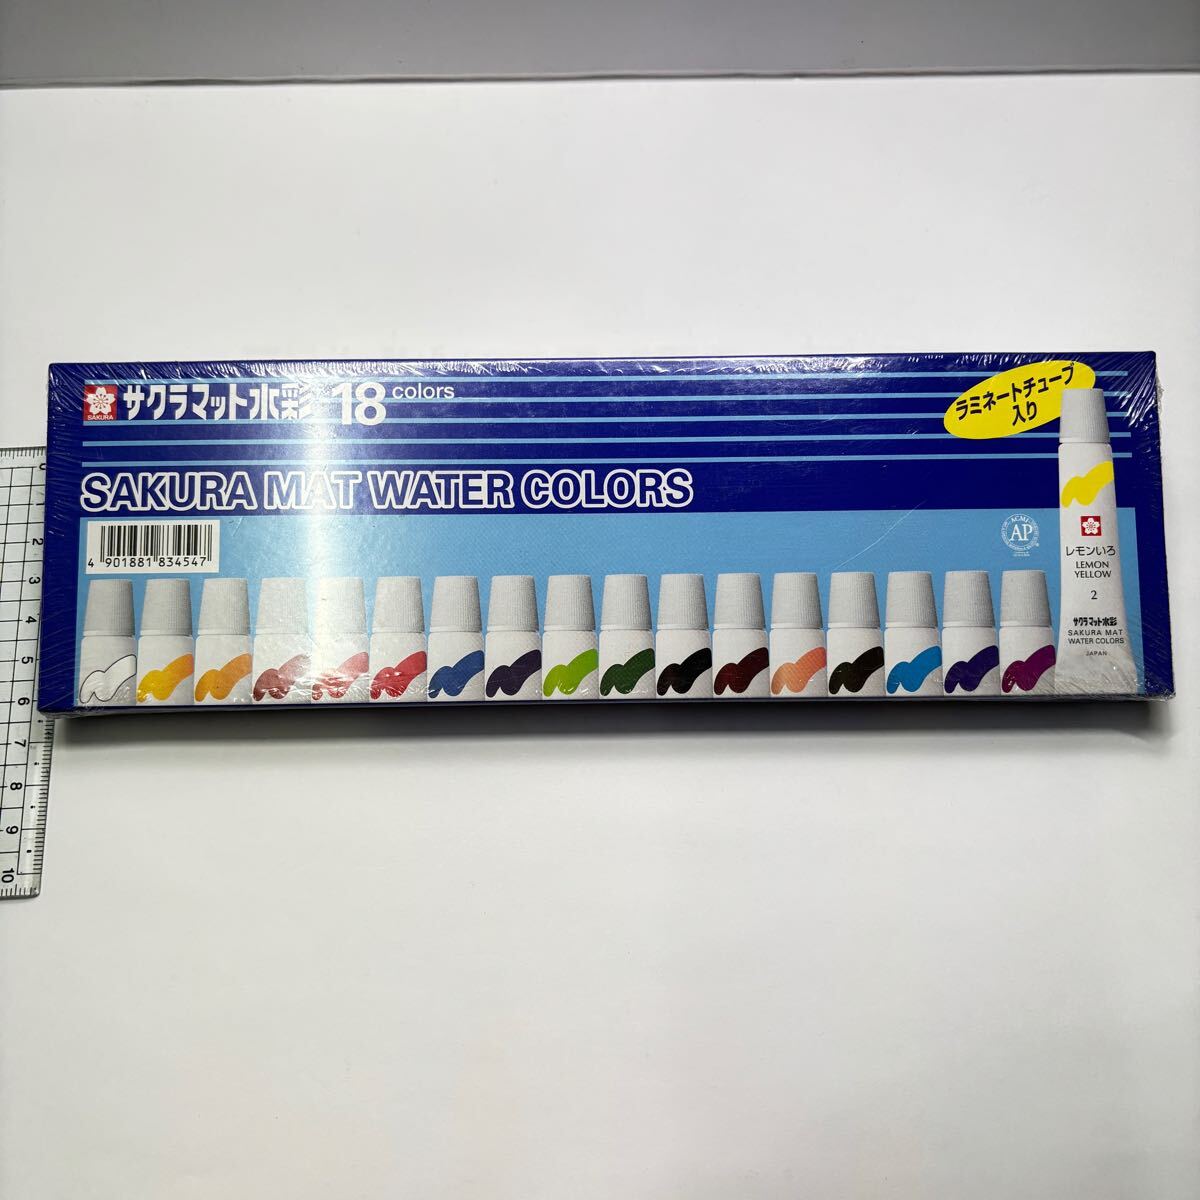 サクラマット水彩 18 colors
SAKURA
SAKURA MAT WATER COLORS
4 901881 834547
ラミネートチューブ
入り
ACMI
AP
レモンいろ
LEMON
YELLOW
2
サクラマット水彩
SAKURA MAT
WATER COLORS
JAPAN
0
2
3
4
5
6
7
8
9
10